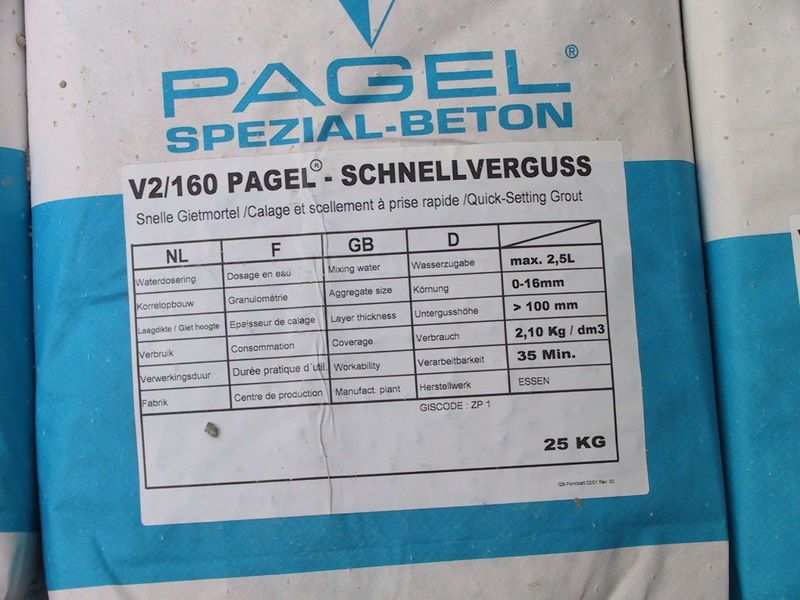 PAGEL®
SPEZIAL-BETON
V2/160 PAGEL® - SCHNELLVERGUSS
Snelle Gietmortel /Calage et scellement à prise rapide /Quick-Setting Grout
NL F GB D
Waterdosering Dosage en eau Mixing water Wasserzugabe max. 2,5L
Korrelopbouw Granulométrie Aggregate size Körnung 0-16mm
Laagdikte / Giet hoogte Epaisseur de calage Layer thickness Untergusshöhe > 100 mm
Verbruik Consommation Coverage Verbrauch 2,10 Kg / dm3
Verwerkingsduur Durée pratique d´util. Workability Verarbeitbarkeit 35 Min.
Fabrik Centre de production Manufact. plant Herstellwerk ESSEN
GISCODE : ZP 1
25 KG